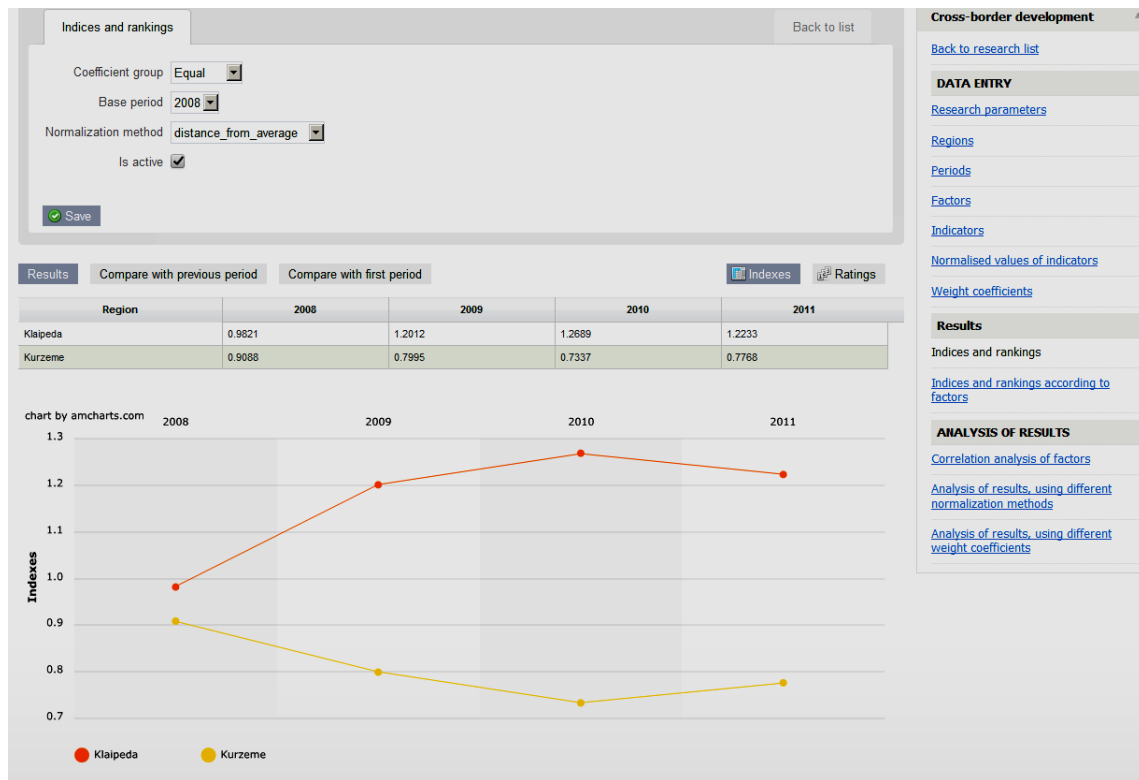 Indices and rankings
Back to list
Coefficient group Equal
Base period 2008
Normalization method distance_from_average
Is active
Save
Results Compare with previous period Compare with first period Indexes Ratings
Region 2008 2009 2010 2011
Klaipeda 0.9821 1.2012 1.2689 1.2233
Kurzeme 0.9088 0.7995 0.7337 0.7768
chart by amcharts.com
2008 2009 2010 2011
1.3
1.2
1.1
1.0
0.9
0.8
0.7
Indexes
Klaipeda Kurzeme
Cross-border development
Back to research list
DATA ENTRY
Research parameters
Regions
Periods
Factors
Indicators
Normalised values of indicators
Weight coefficients
Results
Indices and rankings
Indices and rankings according to
factors
ANALYSIS OF RESULTS
Correlation analysis of factors
Analysis of results, using different
normalization methods
Analysis of results, using different
weight coefficients